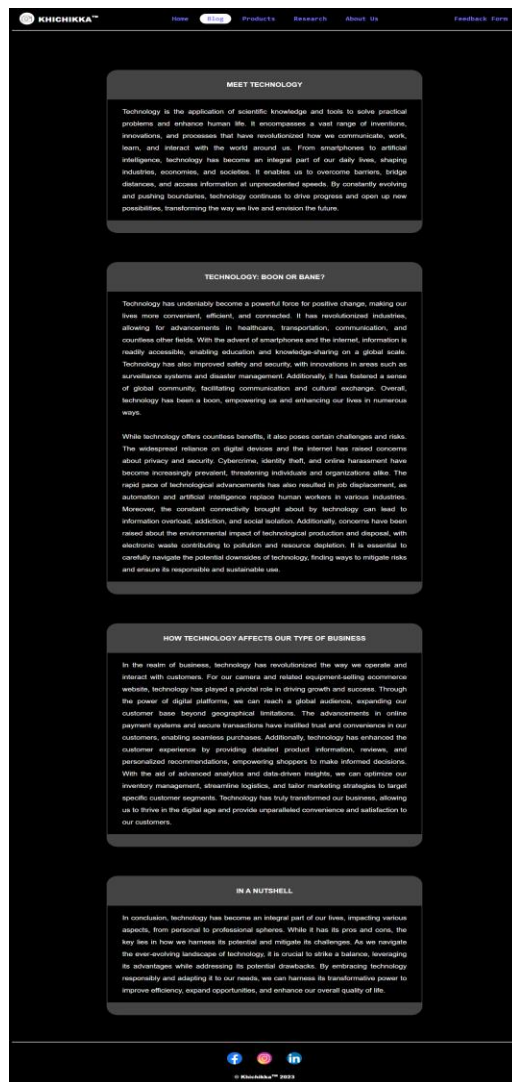 KHICHIKKA™
Home Blog Products Research About Us Feedback Form
MEET TECHNOLOGY
Technology is the application of scientific knowledge and tools to solve practical
problems and enhance human life. It encompasses a vast range of inventions,
innovations, and processes that have revolutionized how we communicate, work,
learn, and interact with the world around us. From smartphones to artificial
intelligence, technology has become an integral part of our daily lives, shaping
industries, economies, and societies. It enables us to overcome barriers, bridge
distances, and access information at unprecedented speeds. By constantly evolving
and pushing boundaries, technology continues to drive progress and open up new
possibilities, transforming the way we live and envision the future.
TECHNOLOGY: BOON OR BANE?
Technology has undeniably become a powerful force for positive change, making our
lives more convenient, efficient, and connected. It has revolutionized industries,
allowing for advancements in healthcare, transportation, communication, and
countless other fields. With the advent of smartphones and the internet, information is
readily accessible, enabling education and knowledge-sharing on a global scale.
Technology has also improved safety and security, with innovations in areas such as
surveillance systems and disaster management. Additionally, it has fostered a sense
of global community, facilitating communication and cultural exchange. Overall,
technology has been a boon, empowering us and enhancing our lives in numerous
ways.
While technology offers countless benefits, it also poses certain challenges and risks.
The widespread reliance on digital devices and the internet has raised concerns
about privacy and security. Cybercrime, identity theft, and online harassment have
become increasingly prevalent, threatening individuals and organizations alike. The
rapid pace of technological advancements has also resulted in job displacement, as
automation and artificial intelligence replace human workers in various industries.
Moreover, the constant connectivity brought about by technology can lead to
information overload, addiction, and social isolation. Additionally, concerns have been
raised about the environmental impact of technological production and disposal, with
electronic waste contributing to pollution and resource depletion. It is essential to
carefully navigate the potential downsides of technology, finding ways to mitigate risks
and ensure its responsible and sustainable use.
HOW TECHNOLOGY AFFECTS OUR TYPE OF BUSINESS
In the realm of business, technology has revolutionized the way we operate and
interact with customers. For our camera and related equipment-selling ecommerce
website, technology has played a pivotal role in driving growth and success. Through
the power of digital platforms, we can reach a global audience, expanding our
customer base beyond geographical limitations. The advancements in online
payment systems and secure transactions have instilled trust and convenience in our
customers, enabling seamless purchases. Additionally, technology has enhanced the
customer experience by providing detailed product information, reviews, and
personalized recommendations, empowering shoppers to make informed decisions.
With the aid of advanced analytics and data-driven insights, we can optimize our
inventory management, streamline logistics, and tailor marketing strategies to target
specific customer segments. Technology has truly transformed our business, allowing
us to thrive in the digital age and provide unparalleled convenience and satisfaction to
our customers.
IN A NUTSHELL
In conclusion, technology has become an integral part of our lives, impacting various
aspects, from personal to professional spheres. While it has its pros and cons, the
key lies in how we harness its potential and mitigate its challenges. As we navigate
the ever-evolving landscape of technology, it is crucial to strike a balance, leveraging
its advantages while addressing its potential drawbacks. By embracing technology
responsibly and adapting it to our needs, we can harness its transformative power to
improve efficiency, expand opportunities, and enhance our overall quality of life.
© Khichikka™ 2023